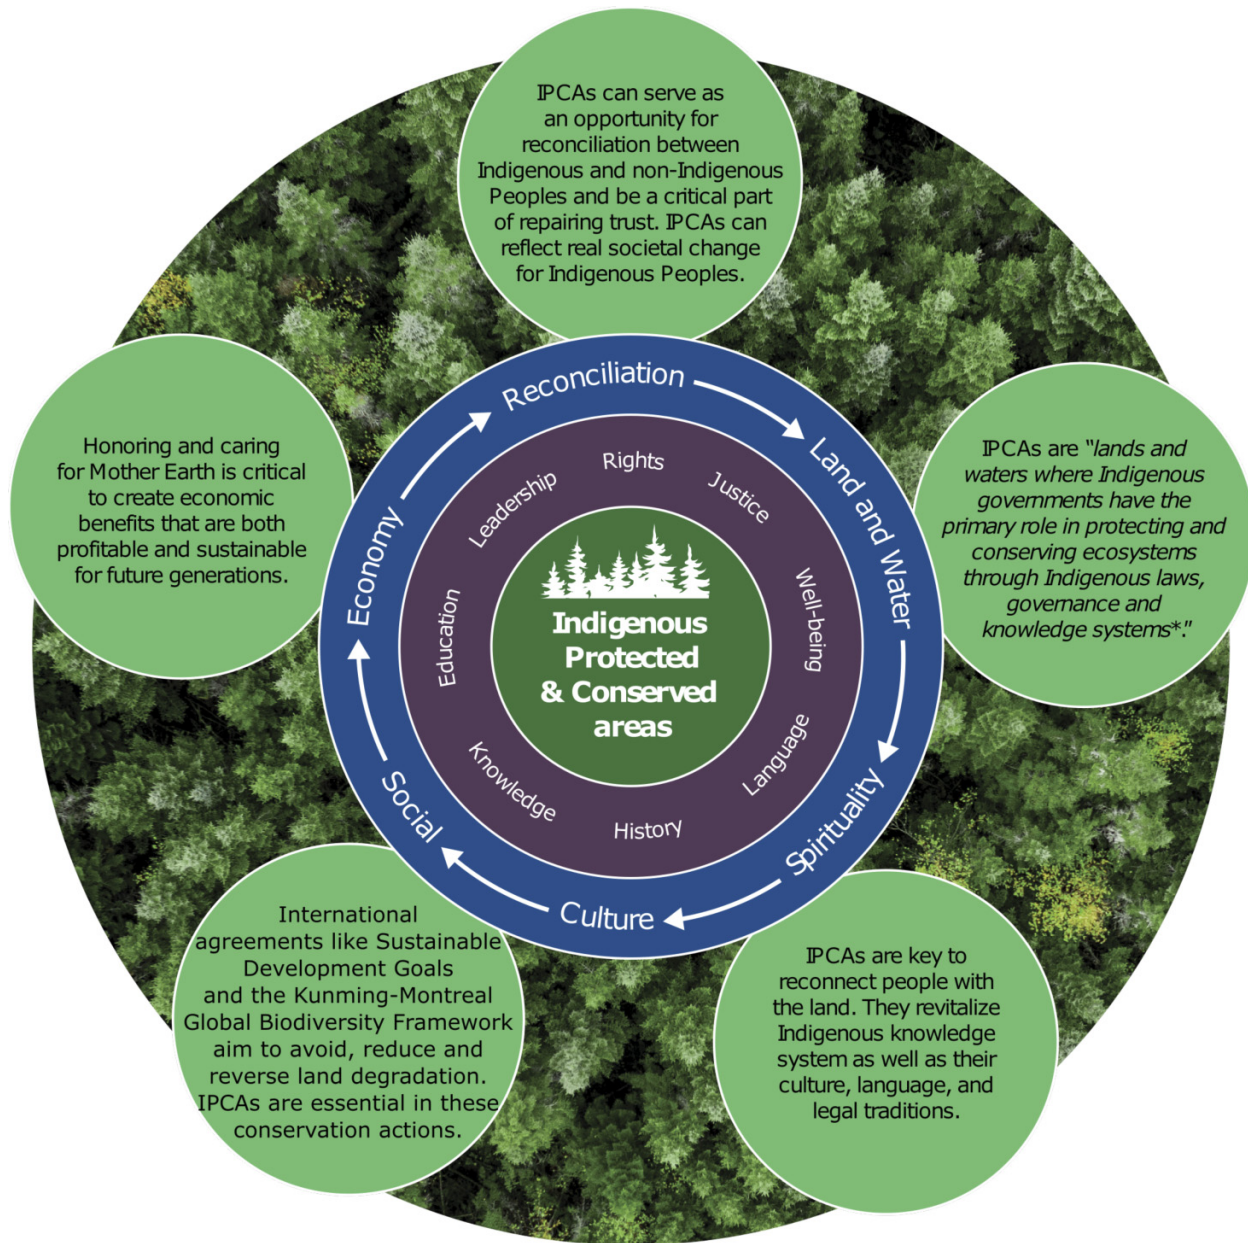 IPCAs can serve as
an opportunity for
reconciliation between
Indigenous and non-Indigenous
Peoples and be a critical part
of repairing trust. IPCAs can
reflect real societal change
for Indigenous Peoples.
Honoring and caring
for Mother Earth is critical
to create economic
benefits that are both
profitable and sustainable
for future generations.
IPCAs are “lands and
waters where Indigenous
governments have the
primary role in protecting and
conserving ecosystems
through Indigenous laws,
governance and
knowledge systems*.”
Reconciliation
Land and Water
Spirituality
Culture
Social
Economy
Rights
Justice
Well-being
Language
History
Knowledge
Education
Leadership
Indigenous
Protected
& Conserved
areas
International
agreements like Sustainable
Development Goals
and the Kunming-Montreal
Global Biodiversity Framework
aim to avoid, reduce and
reverse land degradation.
IPCAs are essential in these
conservation actions.
IPCAs are key to
reconnect people with
the land. They revitalize
Indigenous knowledge
system as well as their
culture, language, and
legal traditions.